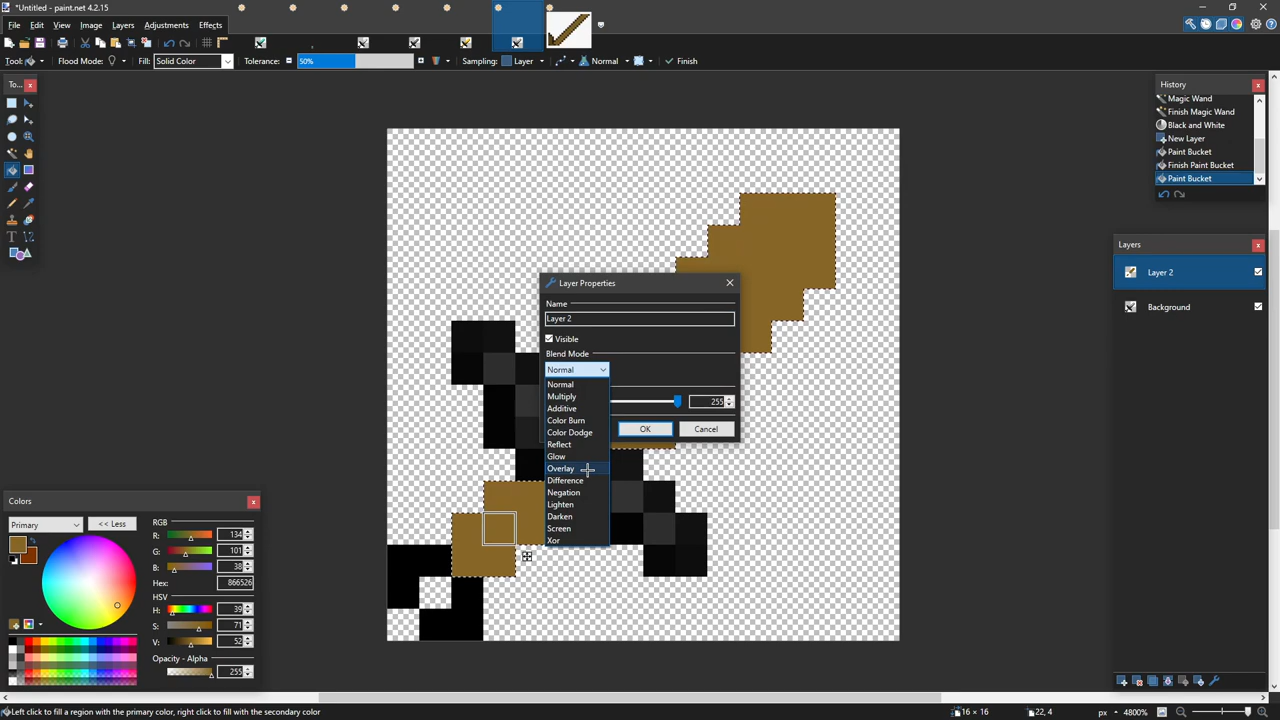 *Untitled - paint.net 4.2.15
File Edit View Image Layers Adjustments Effects
Tool: Flood Mode: Fill: Solid Color Tolerance: 50% Sampling: Layer Normal Finish
To...
History
Magic Wand
Finish Magic Wand
Black and White
New Layer
Paint Bucket
Finish Paint Bucket
Paint Bucket
Layers
Layer 2
Background
Layer Properties
Name
Layer 2
Visible
Blend Mode
Normal
Normal
Multiply
Additive
Color Burn
Color Dodge
Reflect
Glow
Overlay
Difference
Negation
Lighten
Darken
Screen
Xor
255
OK Cancel
Colors
Primary << Less
RGB
R: 134
G: 101
B: 38
Hex: 866526
HSV
H: 39
S: 71
V: 52
Opacity - Alpha
255
Left click to fill a region with the primary color, right click to fill with the secondary color
16 × 16 22, 4 px 4800%